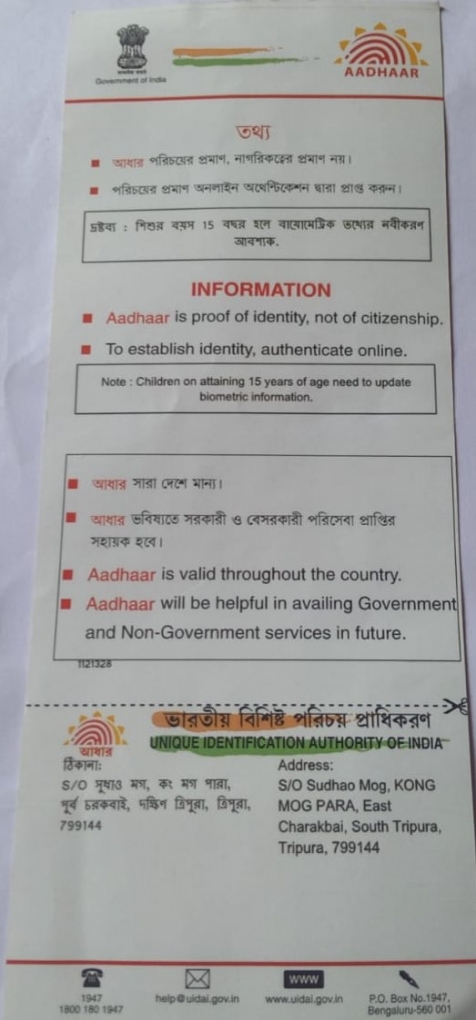 Government of India
AADHAAR
তথ্য
আধার পরিচয়ের প্রমাণ, নাগরিকত্বের প্রমাণ নয়।
পরিচয়ের প্রমাণ অনলাইন অথেন্টিকেশন দ্বারা প্রাপ্ত করুন।
দ্রষ্টব্য : শিশুর বয়স 15 বছর হলে বায়োমেট্রিক তথ্যের নবীকরণ
আবশ্যক.
INFORMATION
Aadhaar is proof of identity, not of citizenship.
To establish identity, authenticate online.
Note : Children on attaining 15 years of age need to update
biometric information.
আধার সারা দেশে মান্য।
আধার ভবিষ্যতে সরকারী ও বেসরকারী পরিসেবা প্রাপ্তির
সহায়ক হবে।
Aadhaar is valid throughout the country.
Aadhaar will be helpful in availing Government
and Non-Government services in future.
1121328
ভারতীয় বিশিষ্ট পরিচয় প্রাধিকরণ
UNIQUE IDENTIFICATION AUTHORITY OF INDIA
আধার
ঠিকানা:
S/O সুধাও মগ, কং মগ পারা,
পূর্ব চরকবাই, দক্ষিণ ত্রিপুরা, ত্রিপুরা,
799144
Address:
S/O Sudhao Mog, KONG
MOG PARA, East
Charakbai, South Tripura,
Tripura, 799144
1947
1800 180 1947
help@uidai.gov.in
www
www.uidai.gov.in
P.O. Box No.1947,
Bengaluru-560 001